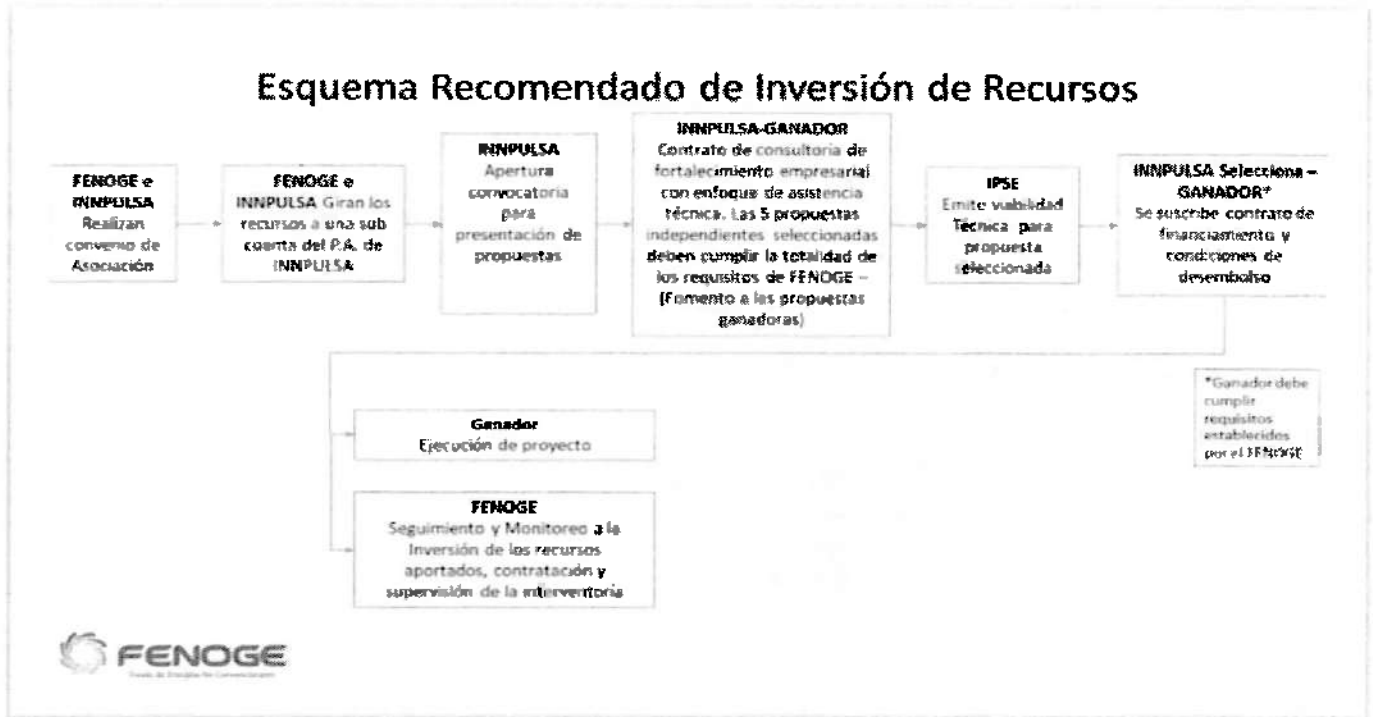 Esquema Recomendado de Inversión de Recursos
FENOGE e
INNPULSA
Realizan
convenio de
Asociación
FENOGE e
INNPULSA Giran los
recursos a una sub
cuenta del P.A. de
INNPULSA
INNPULSA
Apertura
convocatoria
para
presentación de
propuestas
INNPULSA-GANADOR
Contrato de consultoria de
fortalecimiento empresarial
con enfoque de asistencia
técnica. Las 5 propuestas
independientes seleccionadas
deben cumplir la totalidad de
los requisitos de FENOGE –
(Fomento a las propuestas
ganadoras)
IPSE
Emite viabilidad
Técnica para
propuesta
seleccionada
INNPULSA Selecciona –
GANADOR*
Se suscribe contrato de
financiamiento y
condiciones de
desembolso
*Ganador debe
cumplir
requisitos
establecidos
por el FENOGE
Ganador
Ejecución de proyecto
FENOGE
Seguimiento y Monitoreo a la
Inversión de los recursos
aportados, contratación y
supervisión de la interventoría
FENOGE